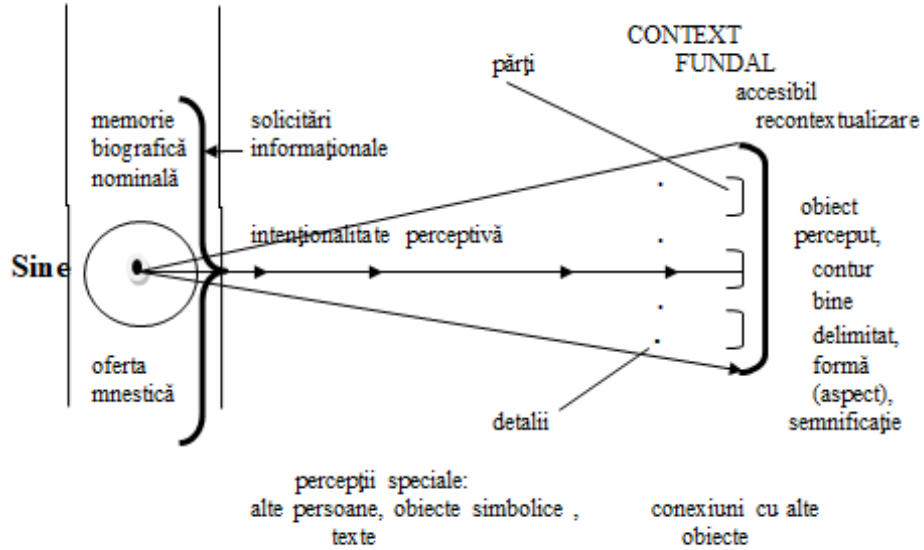 CONTEXT
FUNDAL
părţi
accesibil
recontextualizare
memorie
biografică
nominală
solicitări
informaţionale
obiect
perceput,
contur
bine
delimitat,
formă
(aspect),
semnificaţie
intenţionalitate perceptivă
Sine
oferta
mnestică
detalii
percepţii speciale:
alte persoane, obiecte simbolice ,
texte
conexiuni cu alte
obiecte